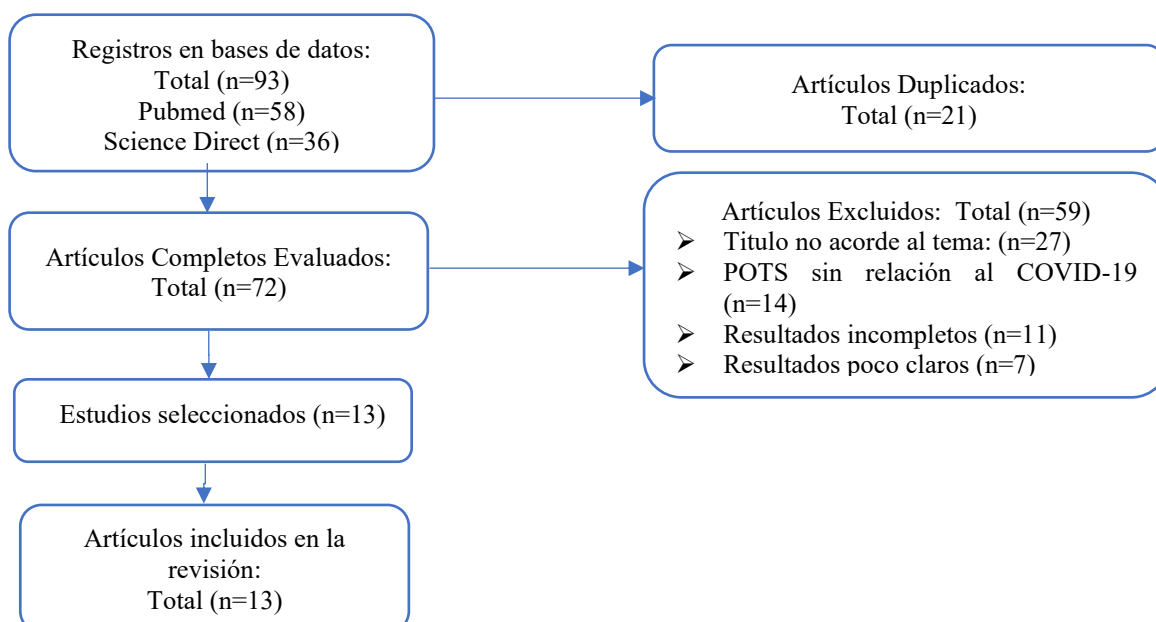 Registros en bases de datos:
Total (n=93)
Pubmed (n=58)
Science Direct (n=36)
Artículos Duplicados:
Total (n=21)
Artículos Completos Evaluados:
Total (n=72)
Artículos Excluidos: Total (n=59)
➢ Titulo no acorde al tema: (n=27)
➢ POTS sin relación al COVID-19
(n=14)
➢ Resultados incompletos (n=11)
➢ Resultados poco claros (n=7)
Estudios seleccionados (n=13)
Artículos incluidos en la
revisión:
Total (n=13)